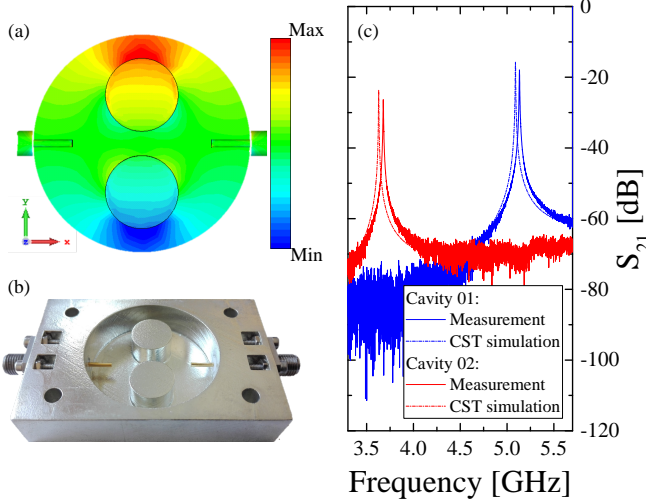 (a)
Max
Min
y
z
x
(b)
(c)
0
-20
-40
-60
-80
-100
-120
S21 [dB]
Cavity 01:
Measurement
CST simulation
Cavity 02:
Measurement
CST simulation
3.5 4.0 4.5 5.0 5.5
Frequency [GHz]